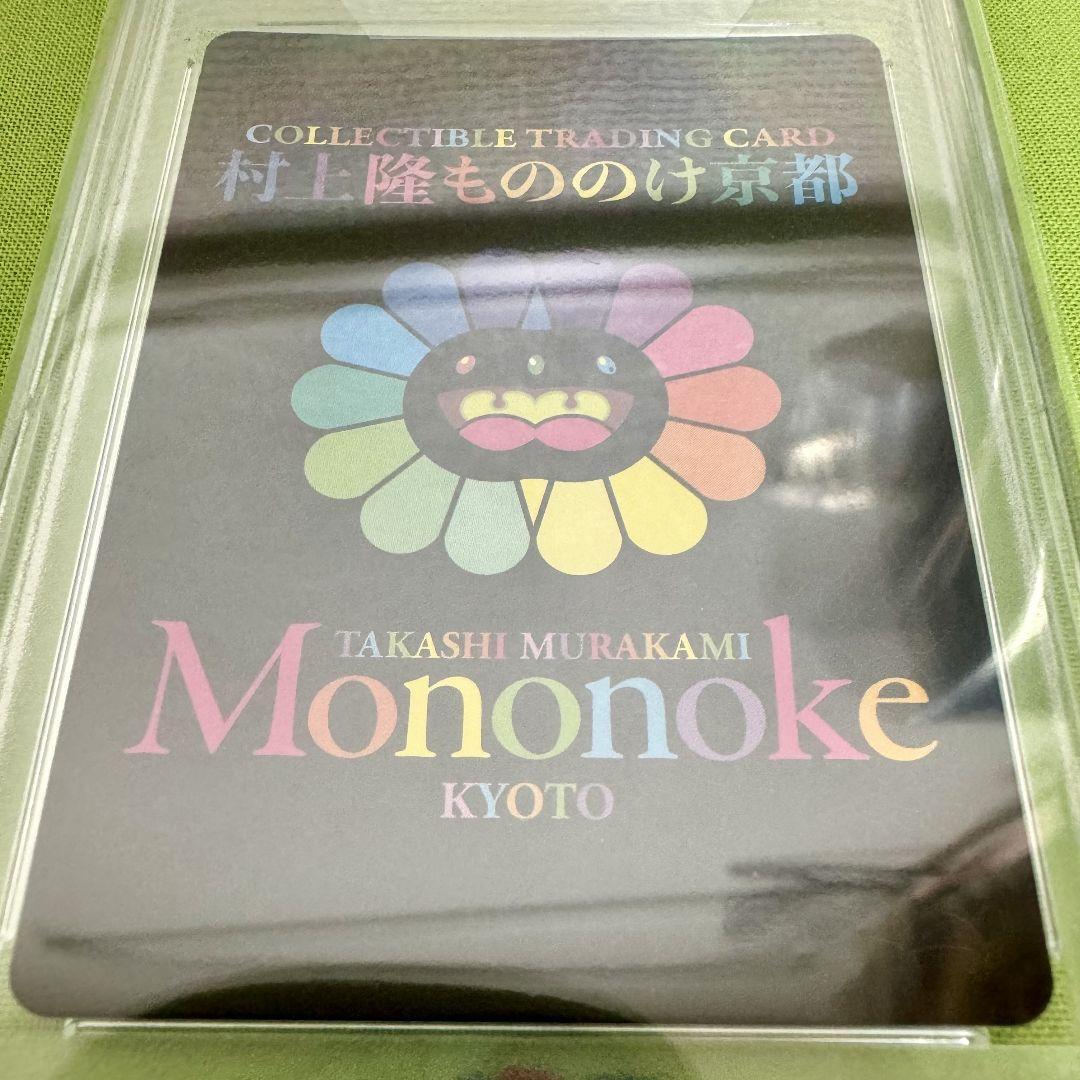 COLLECTIBLE TRADING CARD
村上隆もののけ京都
TAKASHI MURAKAMI
Mononoke
KYOTO